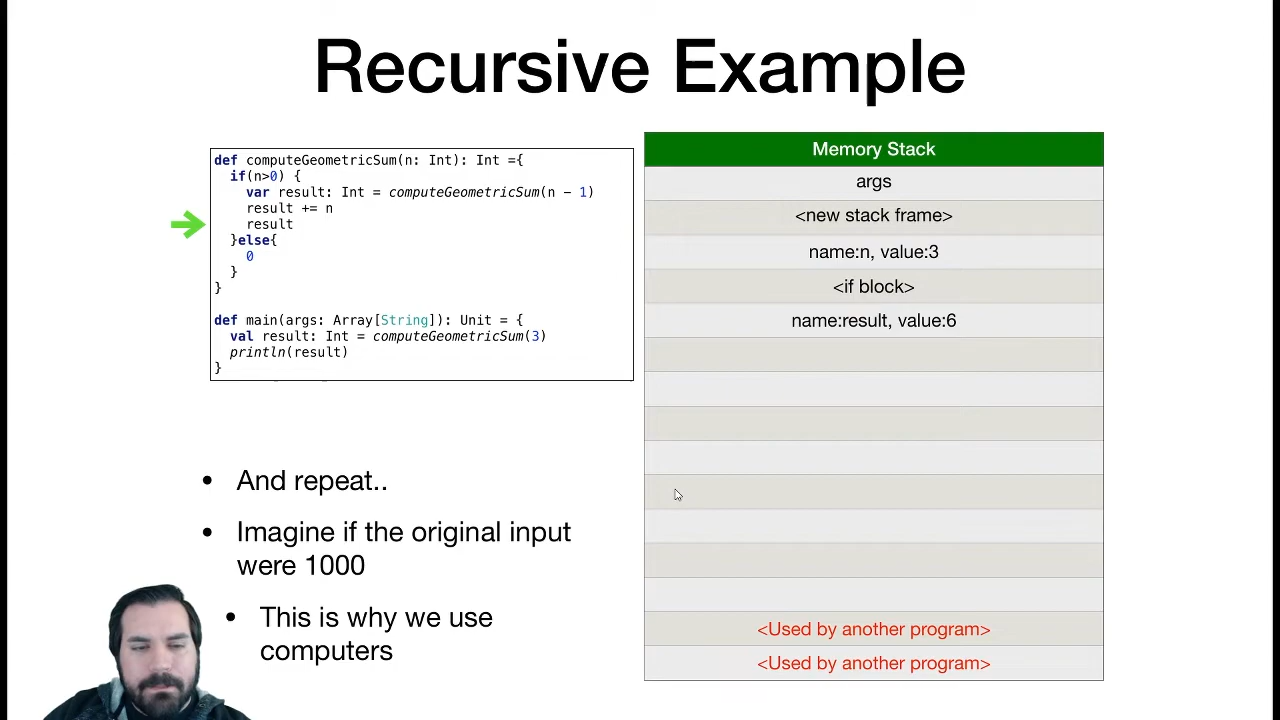 Recursive Example
def computeGeometricSum(n: Int): Int ={
  if(n>0) {
    var result: Int = computeGeometricSum(n - 1)
    result += n
    result
  }else{
    0
  }
}
def main(args: Array[String]): Unit = {
  val result: Int = computeGeometricSum(3)
  println(result)
}
Memory Stack
args
<new stack frame>
name:n, value:3
<if block>
name:result, value:6
<Used by another program>
<Used by another program>
• And repeat..
• Imagine if the original input
were 1000
• This is why we use
computers